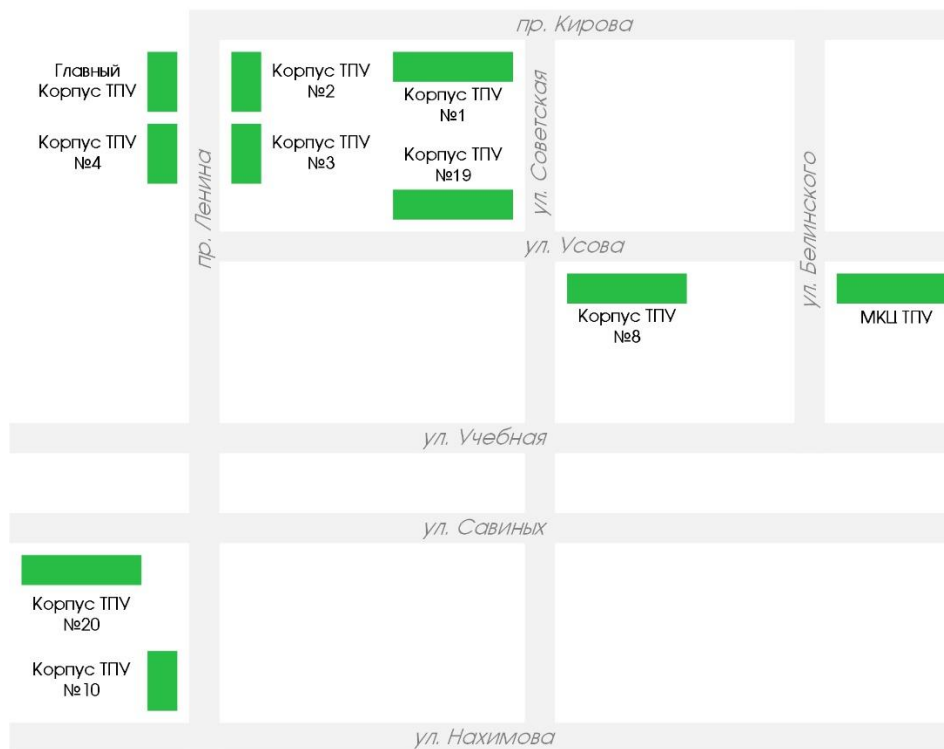 пр. Кирова
Главный
Корпус ТПУ
Корпус ТПУ
№2
Корпус ТПУ
№1
Корпус ТПУ
№4
Корпус ТПУ
№3
Корпус ТПУ
№19
пр. Ленина
ул. Советская
ул. Белинского
ул. Усова
Корпус ТПУ
№8
МКЦ ТПУ
ул. Учебная
ул. Савиных
Корпус ТПУ
№20
Корпус ТПУ
№10
ул. Нахимова